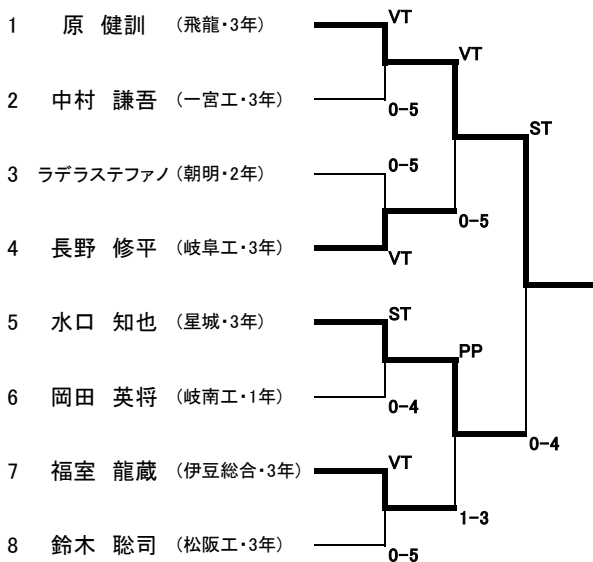 1 原 健訓 (飛龍・3年) VT
VT
2 中村 謙吾 (一宮工・3年) 0-5
ST
3 ラデラステファノ (朝明・2年) 0-5
0-5
4 長野 修平 (岐阜工・3年) VT
5 水口 知也 (星城・3年) ST
PP
6 岡田 英将 (岐南工・1年) 0-4
0-4
7 福室 龍蔵 (伊豆総合・3年) VT
1-3
8 鈴木 聡司 (松阪工・3年) 0-5